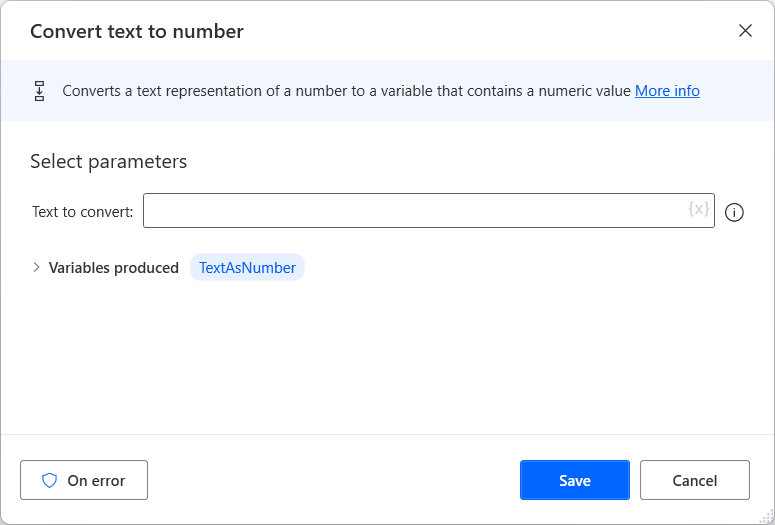 Convert text to number
Converts a text representation of a number to a variable that contains a numeric value More info
Select parameters
Text to convert: {x}
Variables produced TextAsNumber
On error Save Cancel